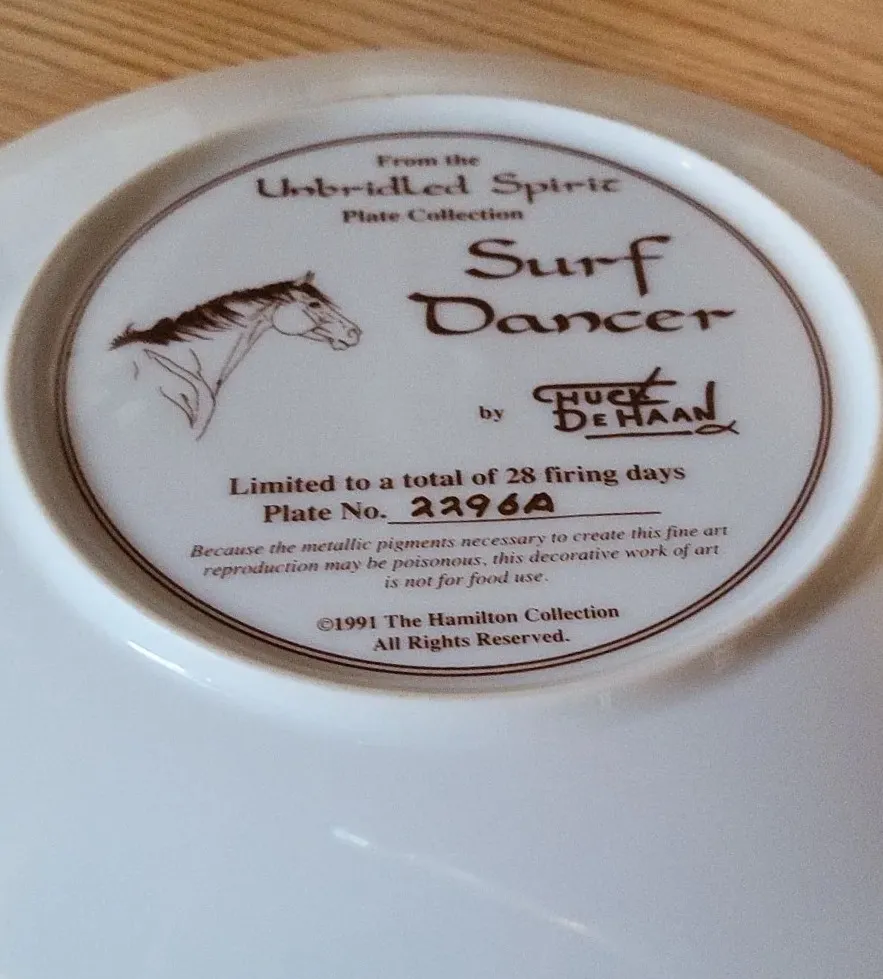 From the
Unbridled Spirit
Plate Collection
Surf
Dancer
by CHUCK DEHAAN
Limited to a total of 28 firing days
Plate No. 2296A
Because the metallic pigments necessary to create this fine art
reproduction may be poisonous, this decorative work of art
is not for food use.
©1991 The Hamilton Collection
All Rights Reserved.